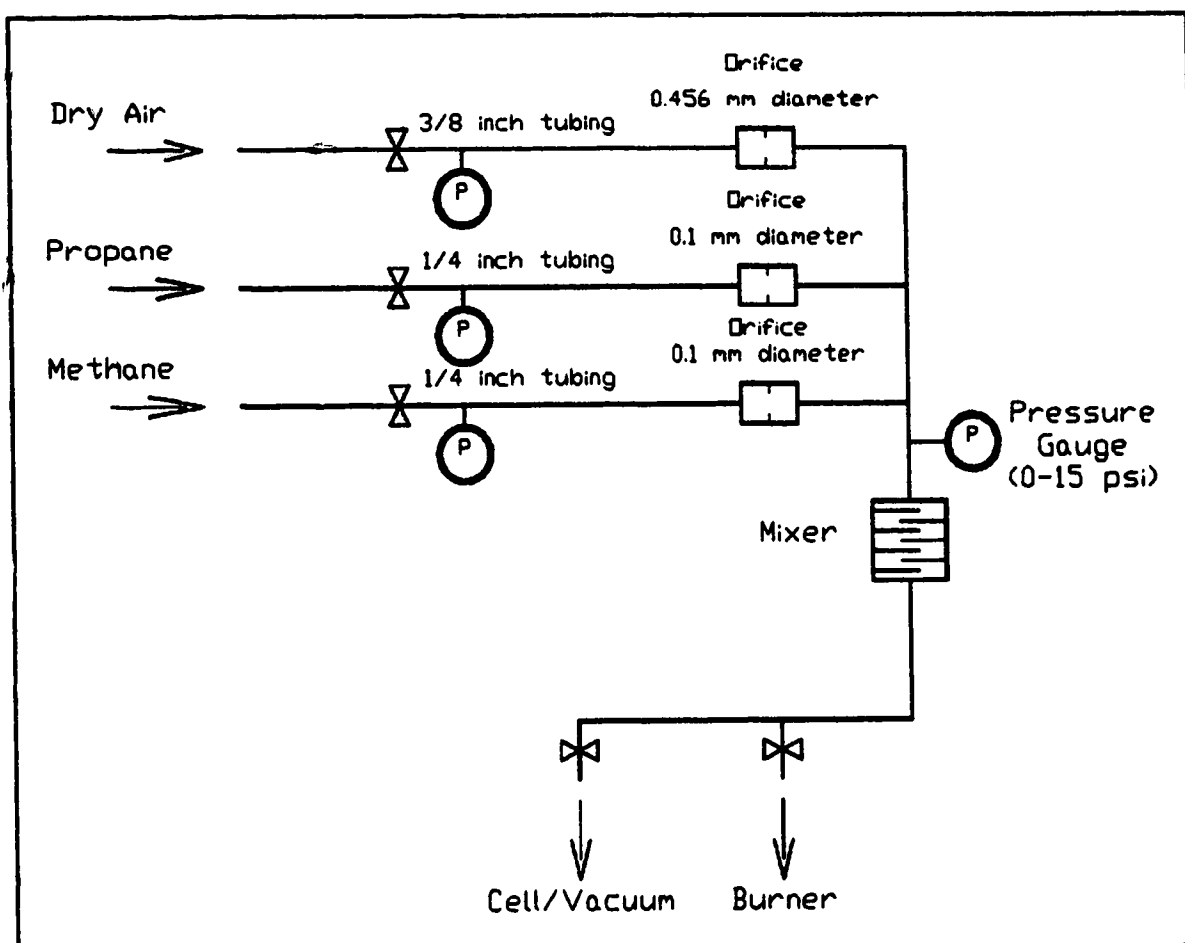 Orifice
0.456 mm diameter
Dry Air
3/8 inch tubing
P
Orifice
0.1 mm diameter
Propane
1/4 inch tubing
P
Orifice
0.1 mm diameter
Methane
1/4 inch tubing
P
P
Pressure
Gauge
(0-15 psi)
Mixer
Cell/Vacuum
Burner